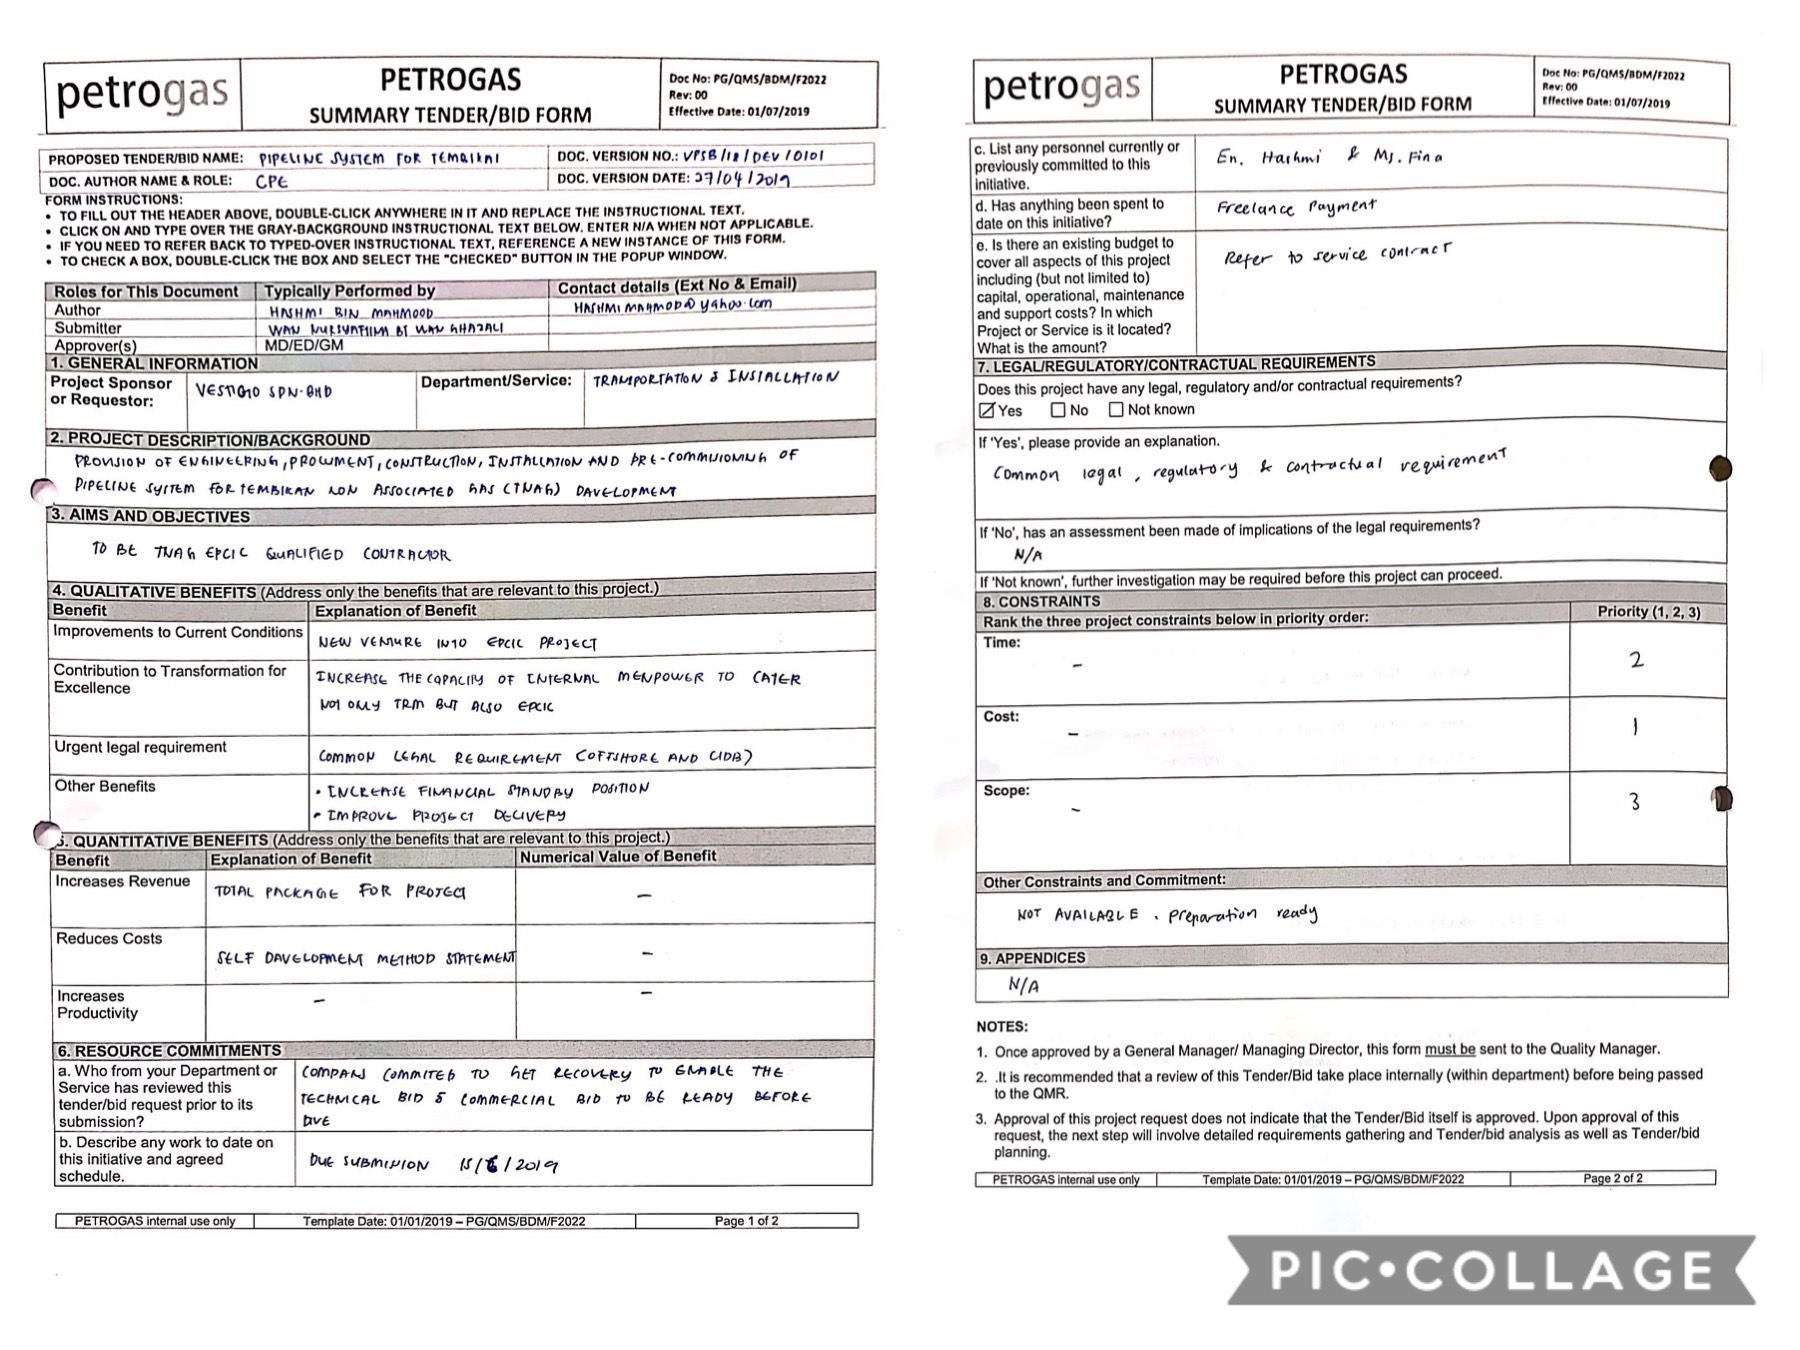 petrogas
PETROGAS
SUMMARY TENDER/BID FORM
Doc No: PG/QMS/BDM/F2022
Rev: 00
Effective Date: 01/07/2019
PROPOSED TENDER/BID NAME: PIPELINE SYSTEM FOR TEMBIKAI
DOC. VERSION NO.: VPSB/18/DEV/0101
DOC. AUTHOR NAME & ROLE: CPE
DOC. VERSION DATE: 27/04/2019
FORM INSTRUCTIONS:
• TO FILL OUT THE HEADER ABOVE, DOUBLE-CLICK ANYWHERE IN IT AND REPLACE THE INSTRUCTIONAL TEXT.
• CLICK ON AND TYPE OVER THE GRAY-BACKGROUND INSTRUCTIONAL TEXT BELOW. ENTER N/A WHEN NOT APPLICABLE.
• IF YOU NEED TO REFER BACK TO TYPED-OVER INSTRUCTIONAL TEXT, REFERENCE A NEW INSTANCE OF THIS FORM.
• TO CHECK A BOX, DOUBLE-CLICK THE BOX AND SELECT THE "CHECKED" BUTTON IN THE POPUP WINDOW.
Roles for This Document Typically Performed by Contact details (Ext No & Email)
Author HASHMI BIN MAHMOOD HASHMIMAHMOD@yahoo.com
Submitter WAN BT WAN GHAZALI
Approver(s) MD/ED/GM
1. GENERAL INFORMATION
Project Sponsor
or Requestor:
VESTIGO SDN·BHD
Department/Service:
TRANPORTATION & INSTALLATION
2. PROJECT DESCRIPTION/BACKGROUND
PROVISION OF ENGINEERING, PROCUMENT, CONSTRUCTION, INSTALLATION AND PRE-COMMISIONING OF
PIPELINE SYSTEM FOR TEMBIKAN NON ASSOCIATED GAS (TNAG) DAVELOPMENT
3. AIMS AND OBJECTIVES
TO BE TNAG EPCIC QUALIFIED CONTRACTOR
4. QUALITATIVE BENEFITS (Address only the benefits that are relevant to this project.)
Benefit Explanation of Benefit
Improvements to Current Conditions NEW VENTURE INTO EPCIC PROJECT
Contribution to Transformation for
Excellence
INCREASE THE CAPACITY OF INTERNAL MENPOWER TO CATER
NOT ONLY TRM BUT ALSO EPCIC
Urgent legal requirement COMMON LEGAL REQUIREMENT (OFFSHORE AND CIDB)
Other Benefits
• INCREASE FINANCIAL STANDBY POSITION
• IMPROVE PROJECT DELIVERY
5. QUANTITATIVE BENEFITS (Address only the benefits that are relevant to this project.)
Benefit Explanation of Benefit Numerical Value of Benefit
Increases Revenue TOTAL PACKAGE FOR PROJECT –
Reduces Costs SELF DAVELOPMENT METHOD STATEMENT –
Increases
Productivity
– –
6. RESOURCE COMMITMENTS
a. Who from your Department or
Service has reviewed this
tender/bid request prior to its
submission?
COMPANY COMMITED TO GET RECOVERY TO ENABLE THE
TECHNICAL BID & COMMERCIAL BID TO BE READY BEFORE
DUE
b. Describe any work to date on
this initiative and agreed
schedule.
DUE SUBMISION 15/6/2019
PETROGAS internal use only Template Date: 01/01/2019 – PG/QMS/BDM/F2022 Page 1 of 2
petrogas
PETROGAS
SUMMARY TENDER/BID FORM
Doc No: PG/QMS/BDM/F2022
Rev: 00
Effective Date: 01/07/2019
c. List any personnel currently or
previously committed to this
initiative.
En. Hashmi & Ms. Fina
d. Has anything been spent to
date on this initiative?
Freelance Payment
e. Is there an existing budget to
cover all aspects of this project
including (but not limited to)
capital, operational, maintenance
and support costs? In which
Project or Service is it located?
What is the amount?
Refer to service contract
7. LEGAL/REGULATORY/CONTRACTUAL REQUIREMENTS
Does this project have any legal, regulatory and/or contractual requirements?
☑ Yes ☐ No ☐ Not known
If 'Yes', please provide an explanation.
Common legal, regulatory & contractual requirement
If 'No', has an assessment been made of implications of the legal requirements?
N/A
If 'Not known', further investigation may be required before this project can proceed.
8. CONSTRAINTS
Rank the three project constraints below in priority order: Priority (1, 2, 3)
Time:
– 2
Cost:
– 1
Scope:
– 3
Other Constraints and Commitment:
NOT AVAILABLE . preparation ready
9. APPENDICES
N/A
NOTES:
1. Once approved by a General Manager/ Managing Director, this form must be sent to the Quality Manager.
2. .It is recommended that a review of this Tender/Bid take place internally (within department) before being passed
to the QMR.
3. Approval of this project request does not indicate that the Tender/Bid itself is approved. Upon approval of this
request, the next step will involve detailed requirements gathering and Tender/bid analysis as well as Tender/bid
planning.
PETROGAS internal use only Template Date: 01/01/2019 – PG/QMS/BDM/F2022 Page 2 of 2
PIC•COLLAGE